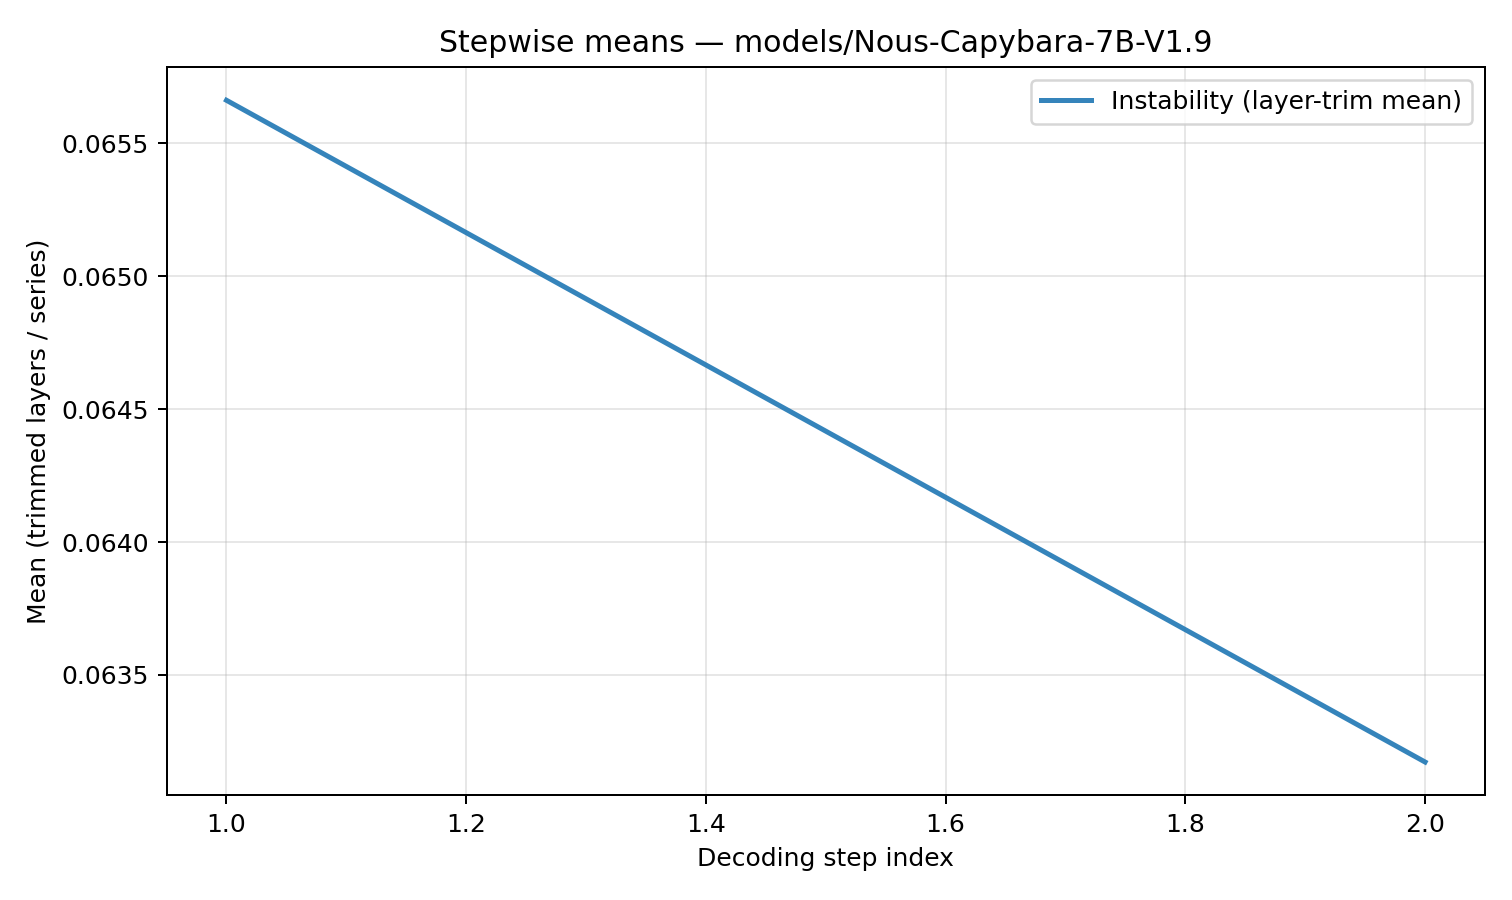 Stepwise means — models/Nous-Capybara-7B-V1.9
Instability (layer-trim mean)
Mean (trimmed layers / series)
0.0655
0.0650
0.0645
0.0640
0.0635
1.0 1.2 1.4 1.6 1.8 2.0
Decoding step index